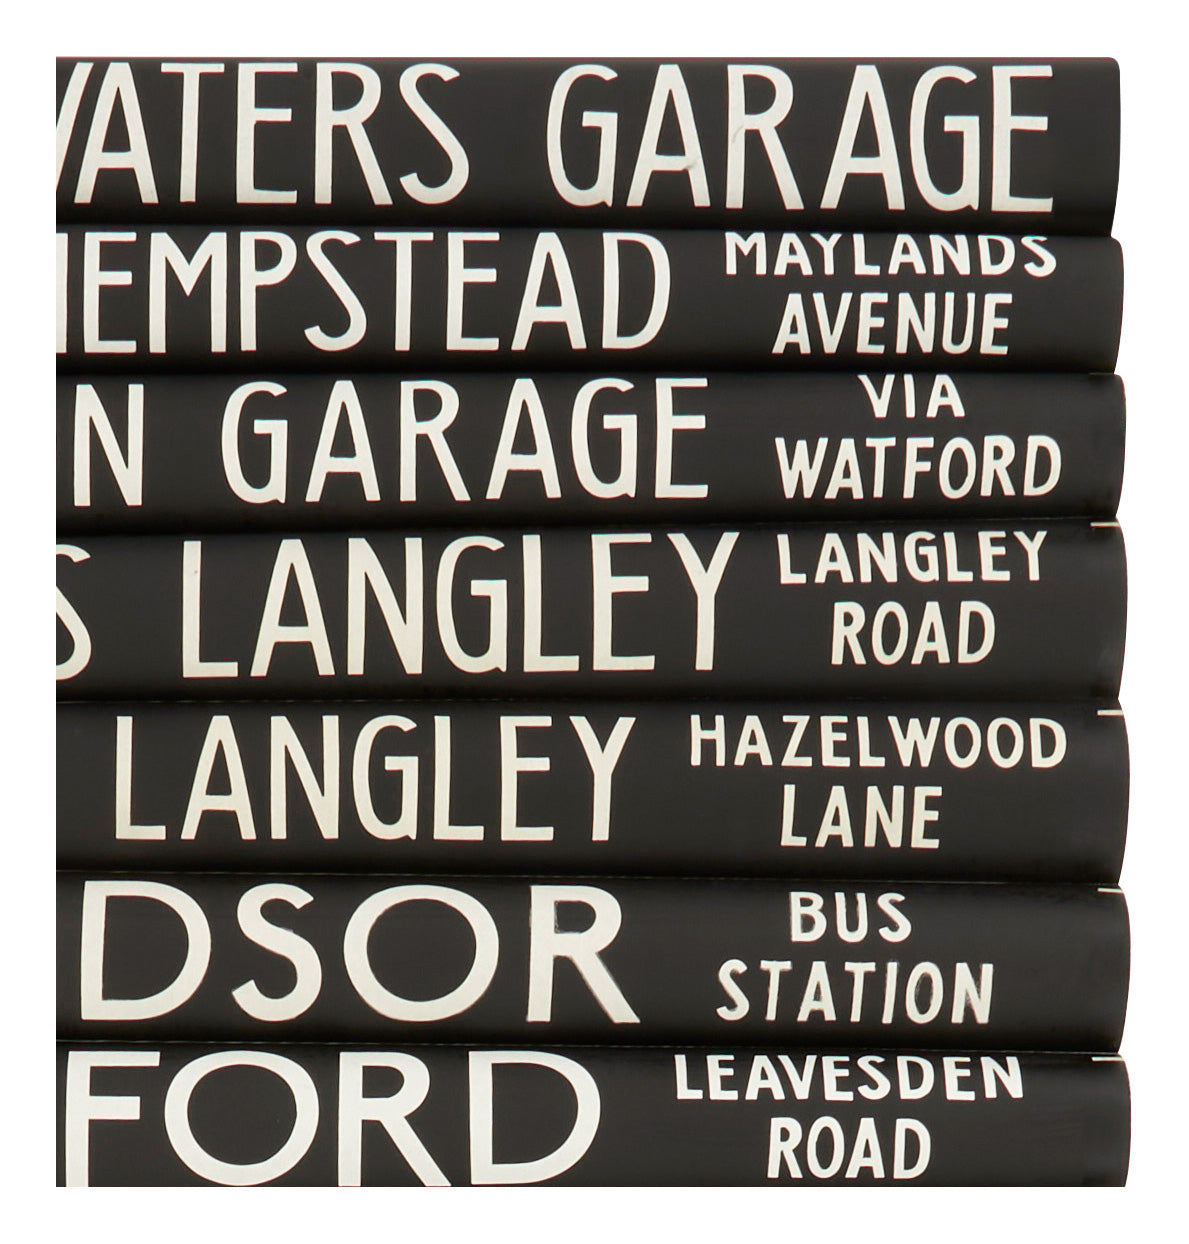 WATERS GARAGE
HEMPSTEAD MAYLANDS AVENUE
N GARAGE VIA WATFORD
S LANGLEY LANGLEY ROAD
LANGLEY HAZELWOOD LANE
DSOR BUS STATION
FORD LEAVESDEN ROAD